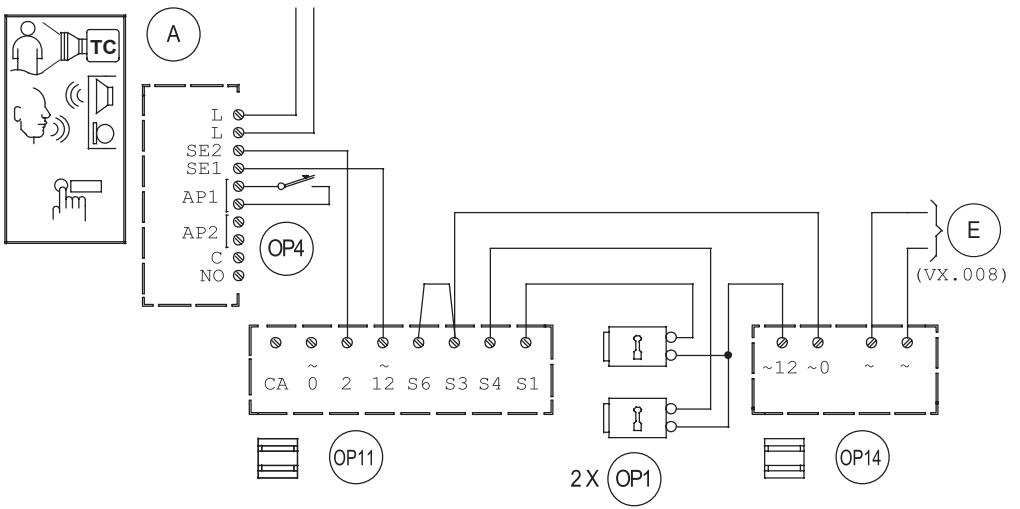 TC
A
L
L
SE2
SE1
AP1
AP2
C
NO
OP4
E
(VX.008)
~ ~
CA 0 2 12 S6 S3 S4 S1
~12 ~0 ~ ~
OP11
2 X OP1
OP14